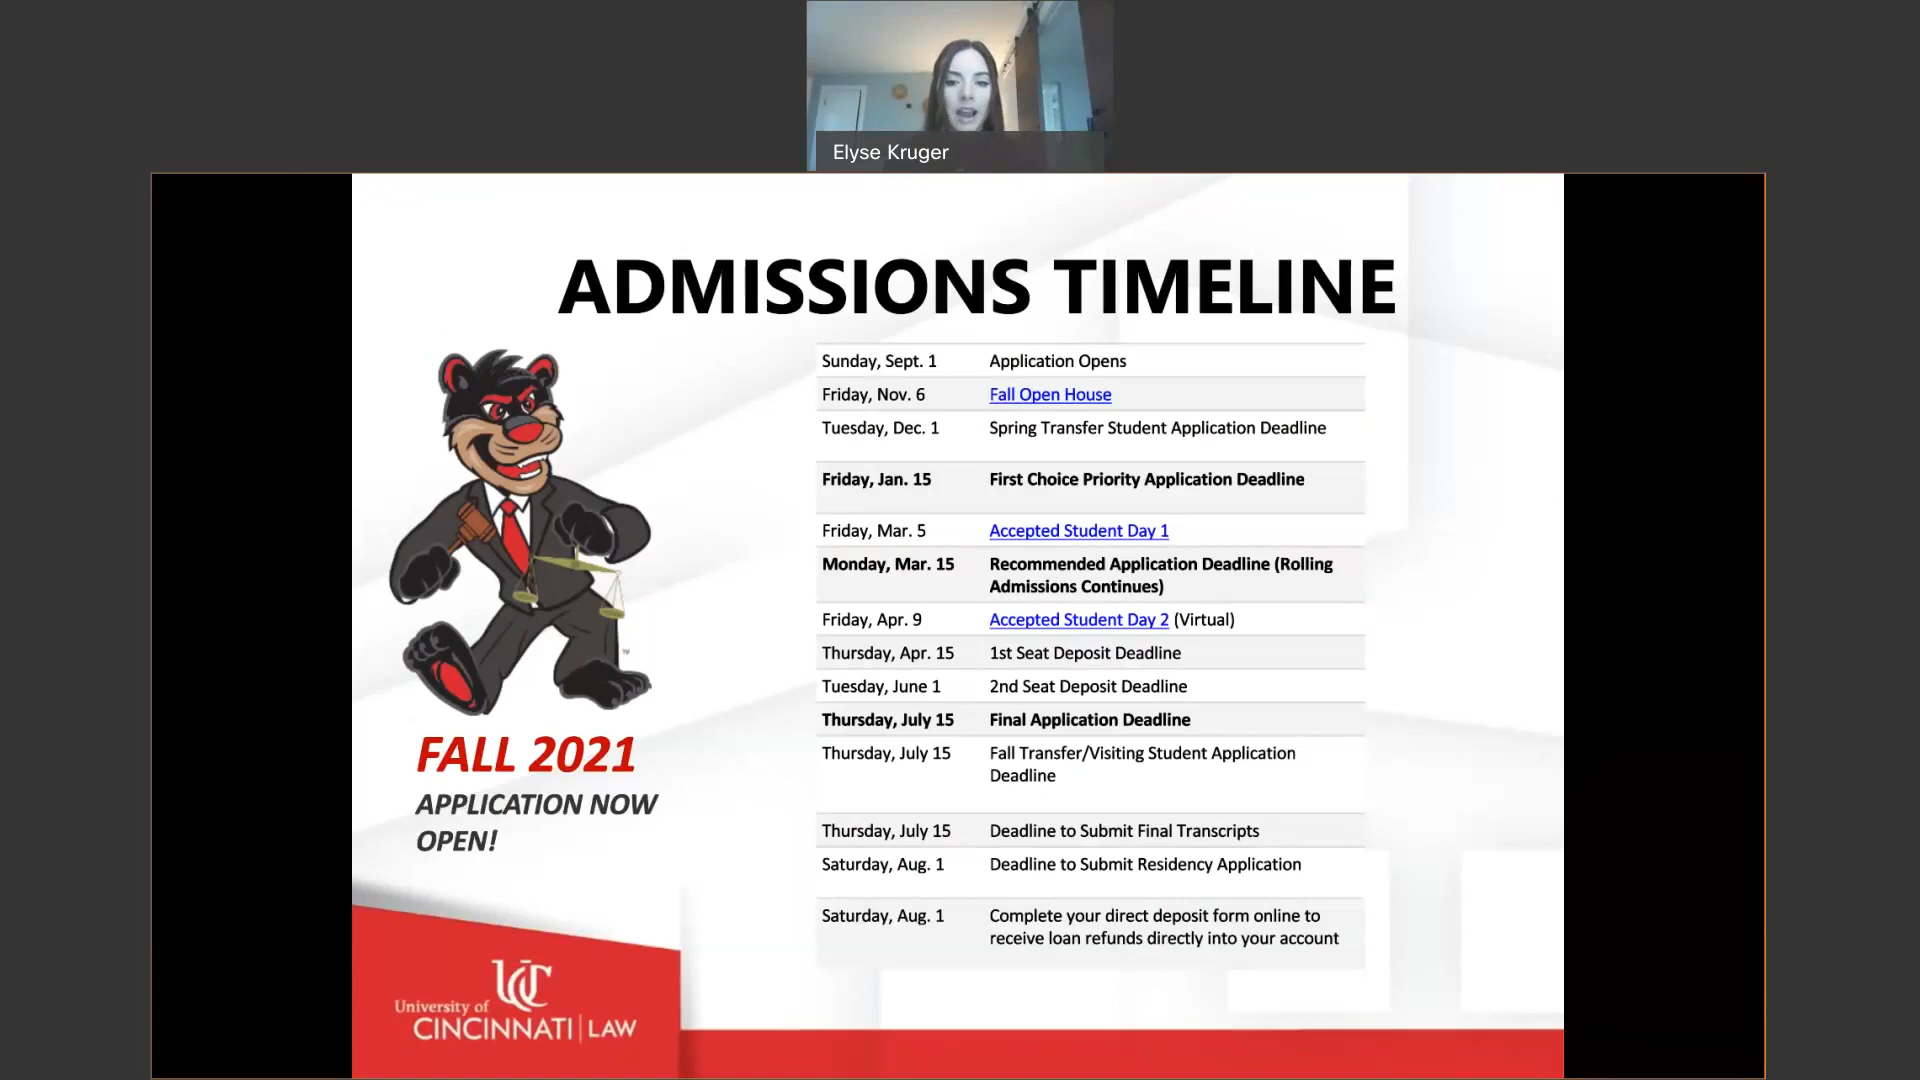 Elyse Kruger
ADMISSIONS TIMELINE
Sunday, Sept. 1 Application Opens
Friday, Nov. 6 Fall Open House
Tuesday, Dec. 1 Spring Transfer Student Application Deadline
Friday, Jan. 15 First Choice Priority Application Deadline
Friday, Mar. 5 Accepted Student Day 1
Monday, Mar. 15 Recommended Application Deadline (Rolling
Admissions Continues)
Friday, Apr. 9 Accepted Student Day 2 (Virtual)
Thursday, Apr. 15 1st Seat Deposit Deadline
Tuesday, June 1 2nd Seat Deposit Deadline
Thursday, July 15 Final Application Deadline
Thursday, July 15 Fall Transfer/Visiting Student Application
Deadline
Thursday, July 15 Deadline to Submit Final Transcripts
Saturday, Aug. 1 Deadline to Submit Residency Application
Saturday, Aug. 1 Complete your direct deposit form online to
receive loan refunds directly into your account
TM
FALL 2021
APPLICATION NOW
OPEN!
UC
University of
CINCINNATI | LAW